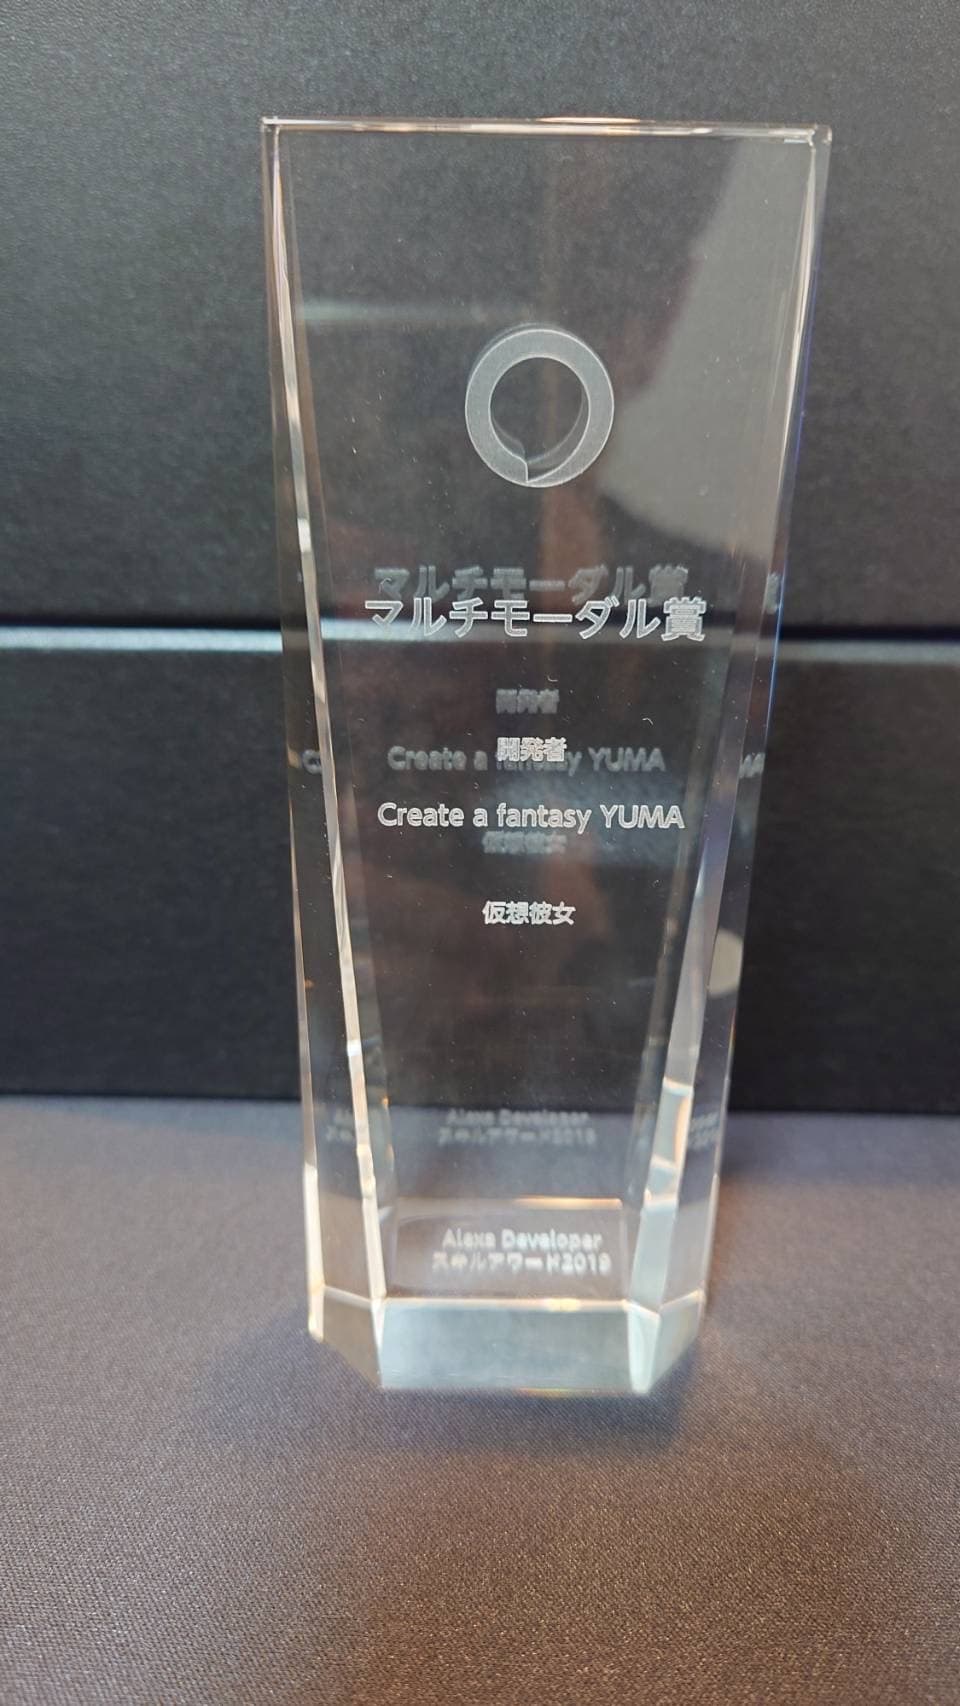 マルチモーダル賞
開発者
Create a fantasy YUMA
仮想彼女
Alexa Developer
スキルアワード2019